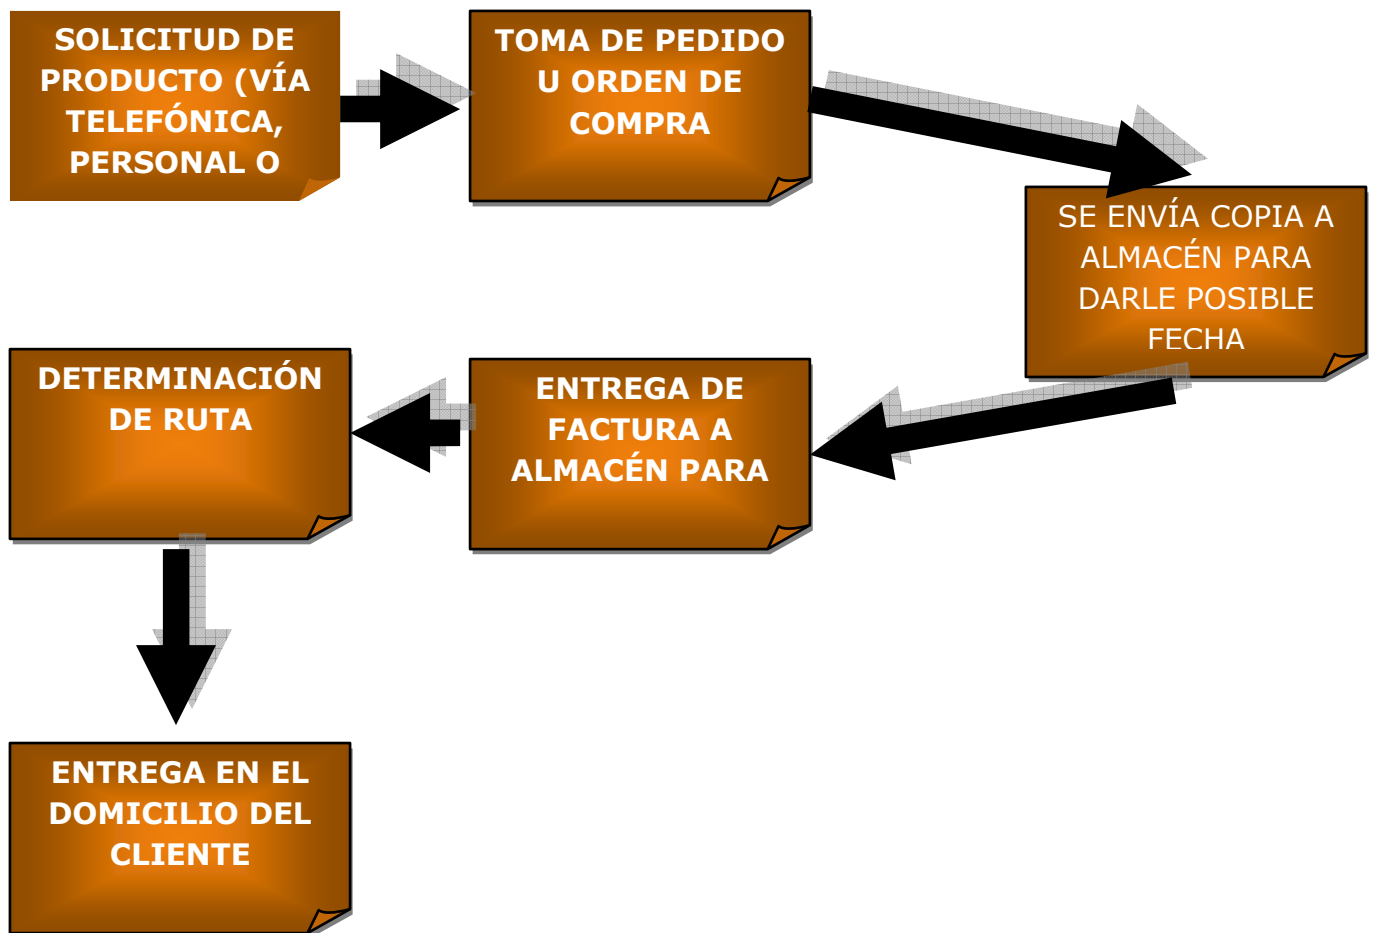 SOLICITUD DE
PRODUCTO (VÍA
TELEFÓNICA,
PERSONAL O
TOMA DE PEDIDO
U ORDEN DE
COMPRA
SE ENVÍA COPIA A
ALMACÉN PARA
DARLE POSIBLE
FECHA
ENTREGA DE
FACTURA A
ALMACÉN PARA
DETERMINACIÓN
DE RUTA
ENTREGA EN EL
DOMICILIO DEL
CLIENTE